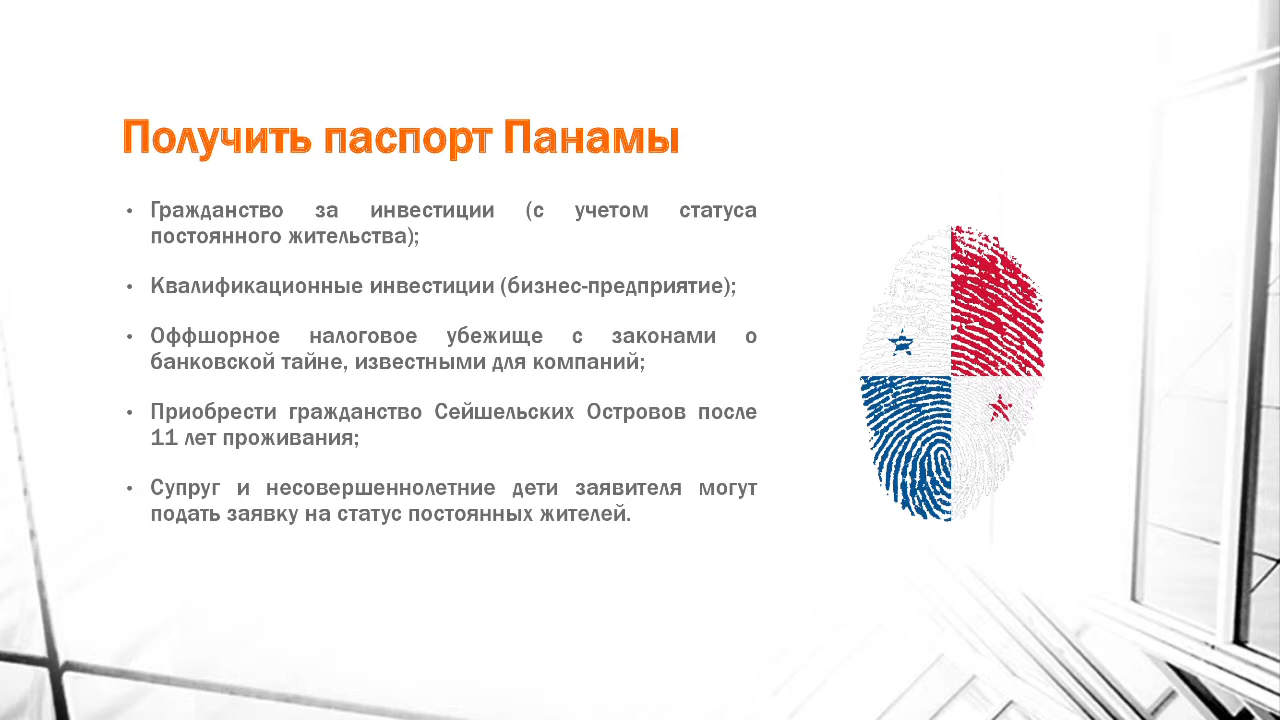 Получить паспорт Панамы
• Гражданство за инвестиции (с учетом статуса
постоянного жительства);
• Квалификационные инвестиции (бизнес-предприятие);
• Оффшорное налоговое убежище с законами о
банковской тайне, известными для компаний;
• Приобрести гражданство Сейшельских Островов после
11 лет проживания;
• Супруг и несовершеннолетние дети заявителя могут
подать заявку на статус постоянных жителей.